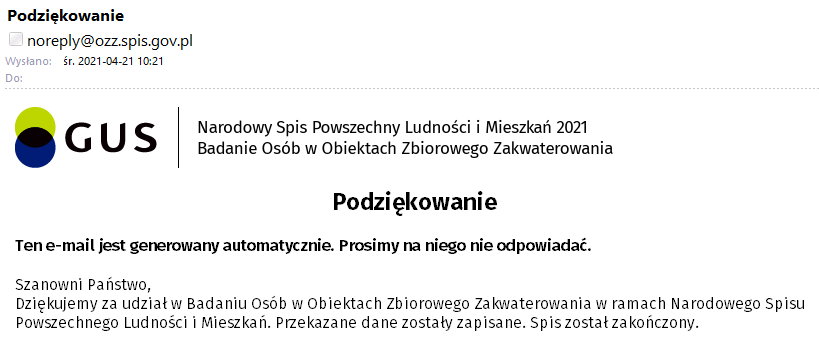 Podziękowanie
noreply@ozz.spis.gov.pl
Wysłano: śr. 2021-04-21 10:21
Do:
GUS
Narodowy Spis Powszechny Ludności i Mieszkań 2021
Badanie Osób w Obiektach Zbiorowego Zakwaterowania
Podziękowanie
Ten e-mail jest generowany automatycznie. Prosimy na niego nie odpowiadać.
Szanowni Państwo,
Dziękujemy za udział w Badaniu Osób w Obiektach Zbiorowego Zakwaterowania w ramach Narodowego Spisu
Powszechnego Ludności i Mieszkań. Przekazane dane zostały zapisane. Spis został zakończony.